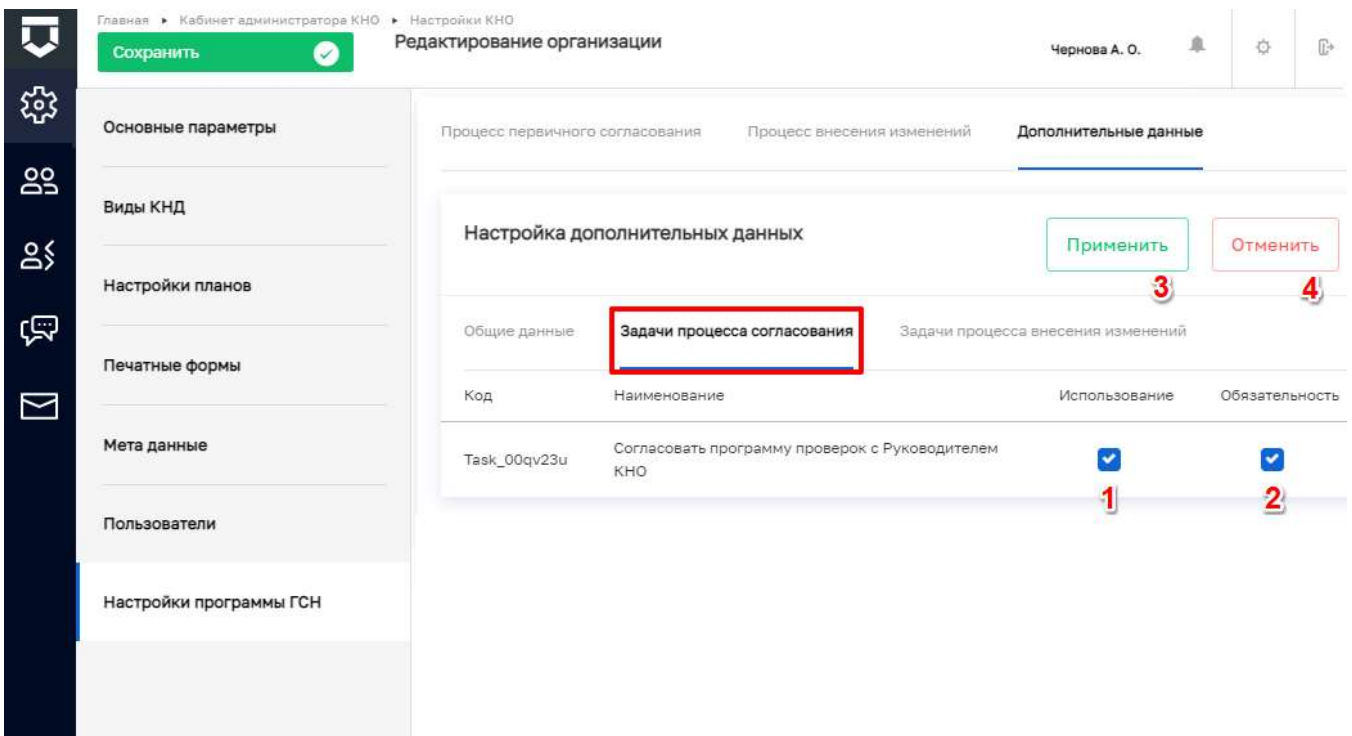 Главная ▸ Кабинет администратора КНО ▸ Настройки КНО
Сохранить
Редактирование организации
Чернова А. О.
Основные параметры
Виды КНД
Настройки планов
Печатные формы
Мета данные
Пользователи
Настройки программы ГСН
Процесс первичного согласования Процесс внесения изменений Дополнительные данные
Настройка дополнительных данных
Применить Отменить
3 4
Общие данные Задачи процесса согласования Задачи процесса внесения изменений
Код Наименование Использование Обязательность
Task_00qv23u Согласовать программу проверок с Руководителем
КНО
1 2